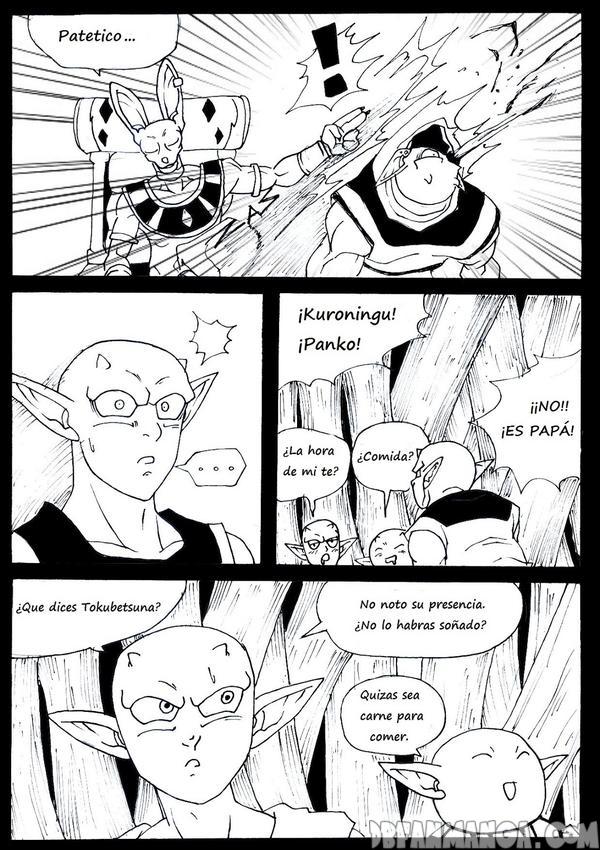 Patetico...
!
¡Kuroningu!
¡Panko!
¡¡NO!!
¡ES PAPÁ!
¿La hora
de mi te?
¿Comida?
...
¿Que dices Tokubetsuna?
No noto su presencia.
¿No lo habras soñado?
Quizas sea
carne para
comer.
DBFANMANGA.COM